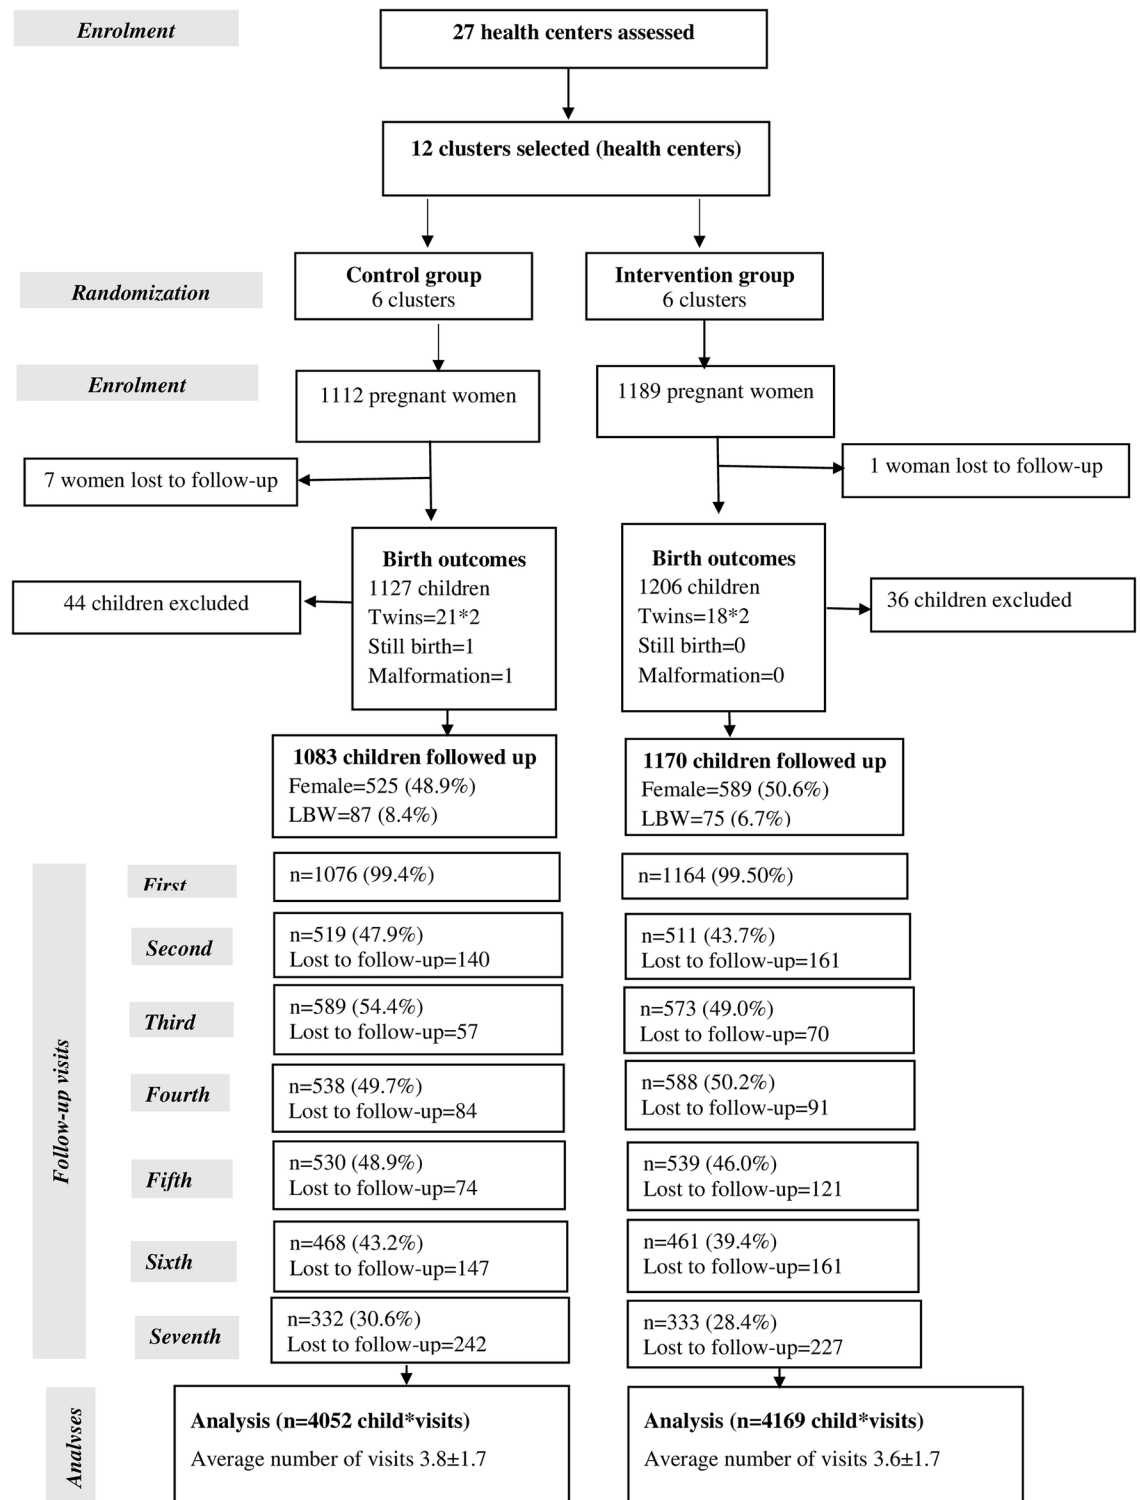 Enrolment
27 health centers assessed
12 clusters selected (health centers)
Randomization
Control group
6 clusters
Intervention group
6 clusters
Enrolment
1112 pregnant women
1189 pregnant women
7 women lost to follow-up
1 woman lost to follow-up
Birth outcomes
1127 children
Twins=21*2
Still birth=1
Malformation=1
Birth outcomes
1206 children
Twins=18*2
Still birth=0
Malformation=0
44 children excluded
36 children excluded
1083 children followed up
Female=525 (48.9%)
LBW=87 (8.4%)
1170 children followed up
Female=589 (50.6%)
LBW=75 (6.7%)
Follow-up visits
First
n=1076 (99.4%)
n=1164 (99.50%)
Second
n=519 (47.9%)
Lost to follow-up=140
n=511 (43.7%)
Lost to follow-up=161
Third
n=589 (54.4%)
Lost to follow-up=57
n=573 (49.0%)
Lost to follow-up=70
Fourth
n=538 (49.7%)
Lost to follow-up=84
n=588 (50.2%)
Lost to follow-up=91
Fifth
n=530 (48.9%)
Lost to follow-up=74
n=539 (46.0%)
Lost to follow-up=121
Sixth
n=468 (43.2%)
Lost to follow-up=147
n=461 (39.4%)
Lost to follow-up=161
Seventh
n=332 (30.6%)
Lost to follow-up=242
n=333 (28.4%)
Lost to follow-up=227
Analyses
Analysis (n=4052 child*visits)
Average number of visits 3.8±1.7
Analysis (n=4169 child*visits)
Average number of visits 3.6±1.7